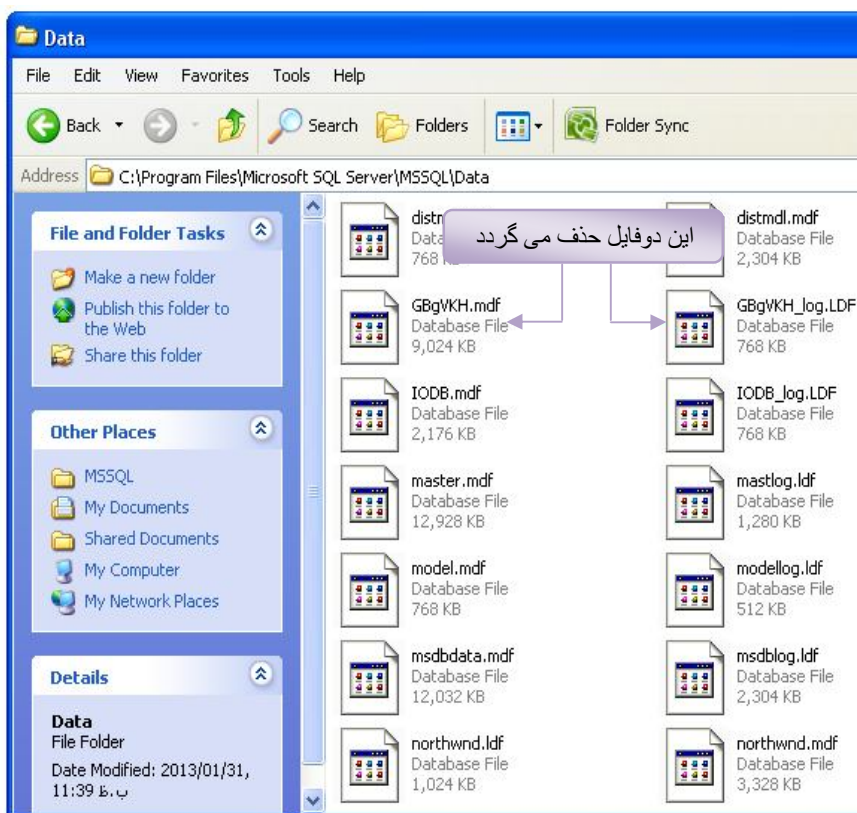 Data
File Edit View Favorites Tools Help
Back Search Folders Folder Sync
Address C:\Program Files\Microsoft SQL Server\MSSQL\Data
File and Folder Tasks
Make a new folder
Publish this folder to
the Web
Share this folder
Other Places
MSSQL
My Documents
Shared Documents
My Computer
My Network Places
Details
Data
File Folder
Date Modified: 2013/01/31,
11:39 ب.ظ
این دوفایل حذف می گردد
768
distmdl.mdf
Database File
2,304 KB
GBgVKH.mdf
Database File
9,024 KB
GBgVKH_log.LDF
Database File
768 KB
IODB.mdf
Database File
2,176 KB
IODB_log.LDF
Database File
768 KB
master.mdf
Database File
12,928 KB
mastlog.ldf
Database File
1,280 KB
model.mdf
Database File
768 KB
modellog.ldf
Database File
512 KB
msdbdata.mdf
Database File
12,032 KB
msdblog.ldf
Database File
2,304 KB
northwnd.ldf
Database File
1,024 KB
northwnd.mdf
Database File
3,328 KB